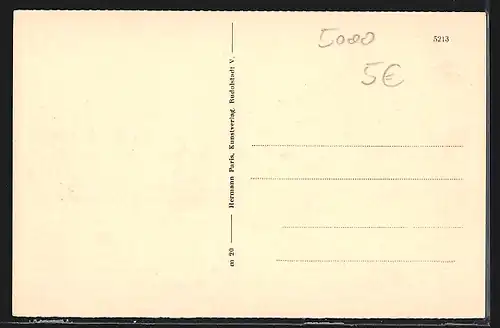 5000
5213
5€
Hermann Paris, Kunstverlag, Rudolstadt V.
m 20